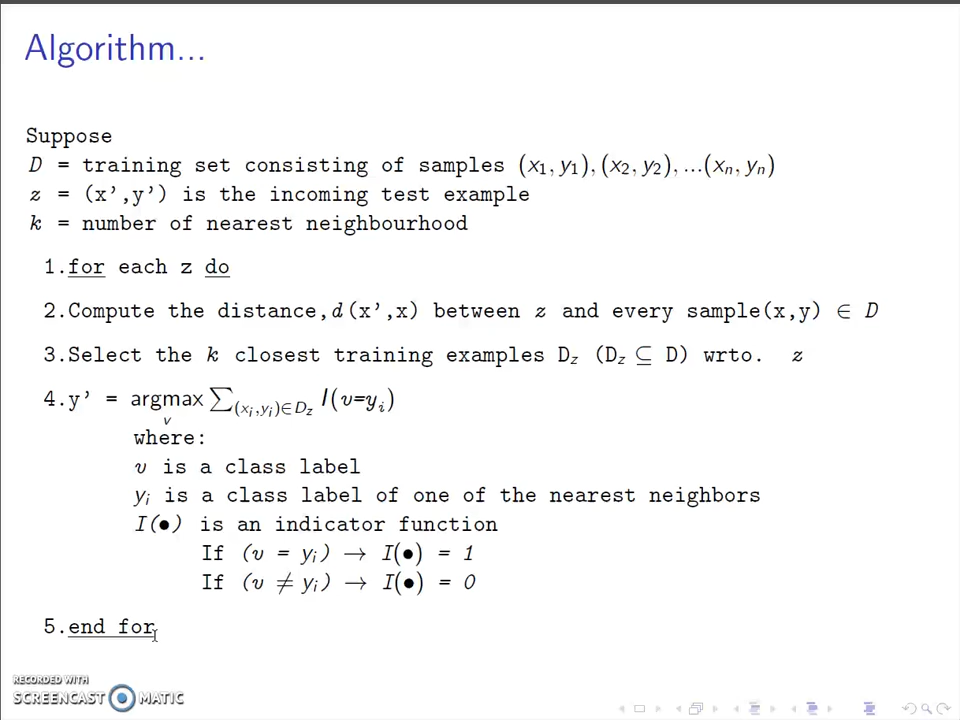 Algorithm...
Suppose
D = training set consisting of samples (x₁, y₁), (x₂, y₂), ...(xₙ, yₙ)
z = (x',y') is the incoming test example
k = number of nearest neighbourhood
1.for each z do
2.Compute the distance,d(x',x) between z and every sample(x,y) ∈ D
3.Select the k closest training examples D_z (D_z ⊆ D) wrto. z
4.y' = argmax_v ∑_(xᵢ,yᵢ)∈D_z I(v=yᵢ)
where:
v is a class label
yᵢ is a class label of one of the nearest neighbors
I(•) is an indicator function
If (v = yᵢ) → I(•) = 1
If (v ≠ yᵢ) → I(•) = 0
5.end for
RECORDED WITH
SCREENCAST MATIC